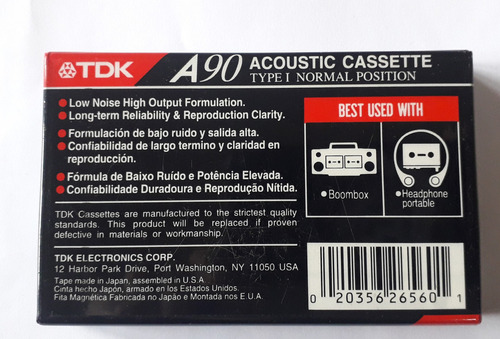 TDK A90 ACOUSTIC CASSETTE
TYPE I NORMAL POSITION
• Low Noise High Output Formulation.
• Long-term Reliability & Reproduction Clarity.
• Formulación de bajo ruido y salida alta.
• Confiabilidad de largo termino y claridad en
reproducción.
• Fórmula de Baixo Ruído e Potência Elevada.
• Confiabilidade Duradoura e Reprodução Nítida.
BEST USED WITH
• Boombox
• Headphone
portable
TDK Cassettes are manufactured to the strictest quality
standards. This product will be replaced if proven
defective in materials or workmanship.
TDK ELECTRONICS CORP.
12 Harbor Park Drive, Port Washington, NY 11050 USA
Tape made in Japan, assembled in U.S.A
Cinta hecho Japón, armado en los Estados Unidos.
Fita Magnética Fabricada no Japão e Montada nos E.U.A.
0 20356 26560 1